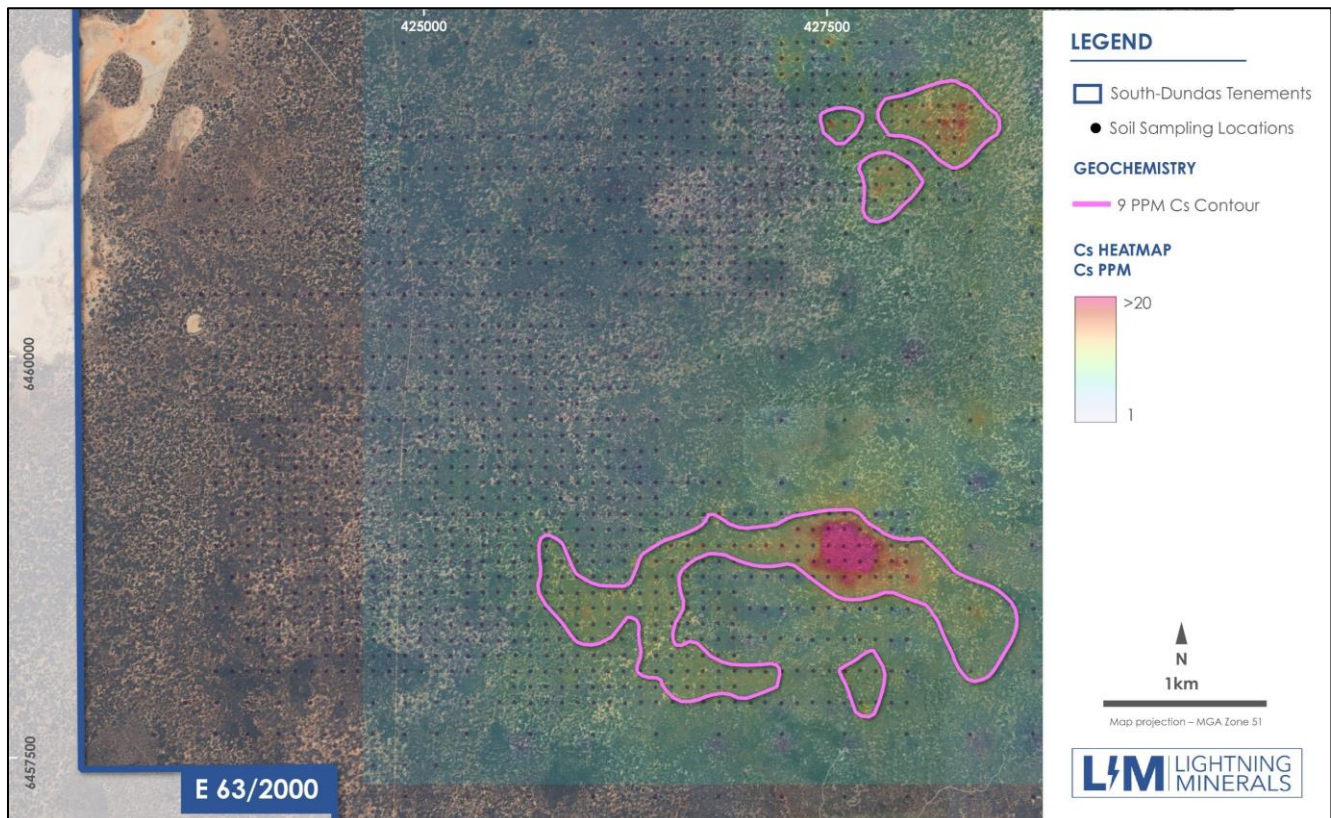 425000
427500
6460000
6457500
E 63/2000
LEGEND
South-Dundas Tenements
Soil Sampling Locations
GEOCHEMISTRY
9 PPM Cs Contour
Cs HEATMAP
Cs PPM
>20
1
N
1km
Map projection – MGA Zone 51
LM LIGHTNING
MINERALS